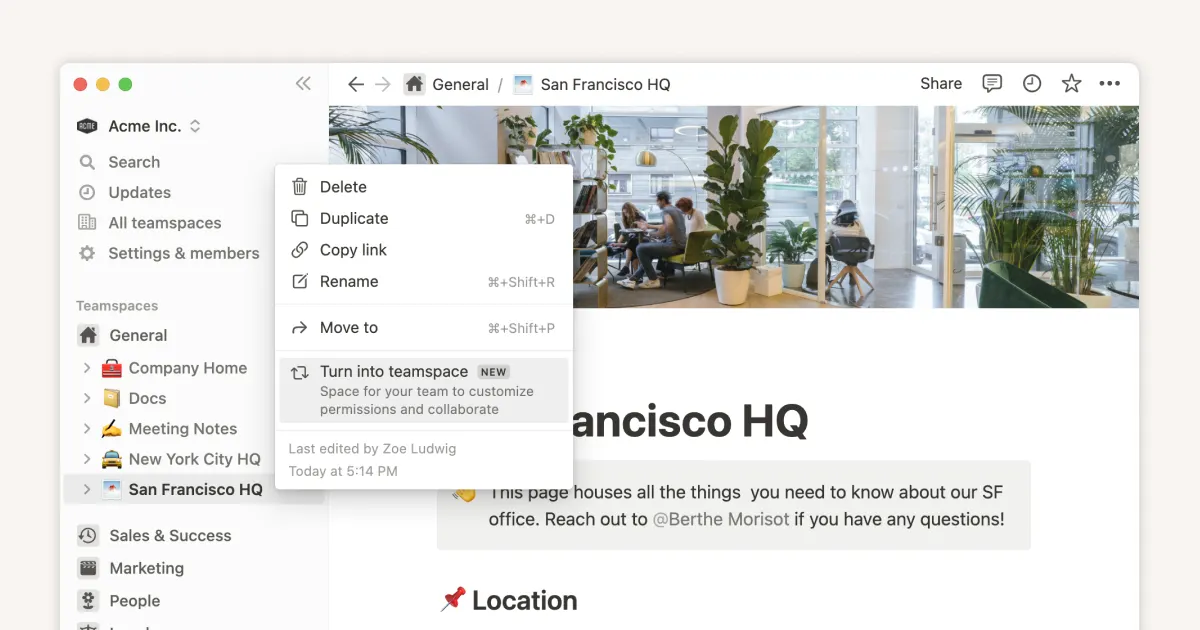 General / San Francisco HQ
Share
ACME Acme Inc.
Search
Updates
All teamspaces
Settings & members
Teamspaces
General
Company Home
Docs
Meeting Notes
New York City HQ
San Francisco HQ
Sales & Success
Marketing
People
Delete
Duplicate ⌘+D
Copy link
Rename ⌘+Shift+R
Move to ⌘+Shift+P
Turn into teamspace NEW
Space for your team to customize
permissions and collaborate
Last edited by Zoe Ludwig
Today at 5:14 PM
ancisco HQ
This page houses all the things you need to know about our SF
office. Reach out to @Berthe Morisot if you have any questions!
Location